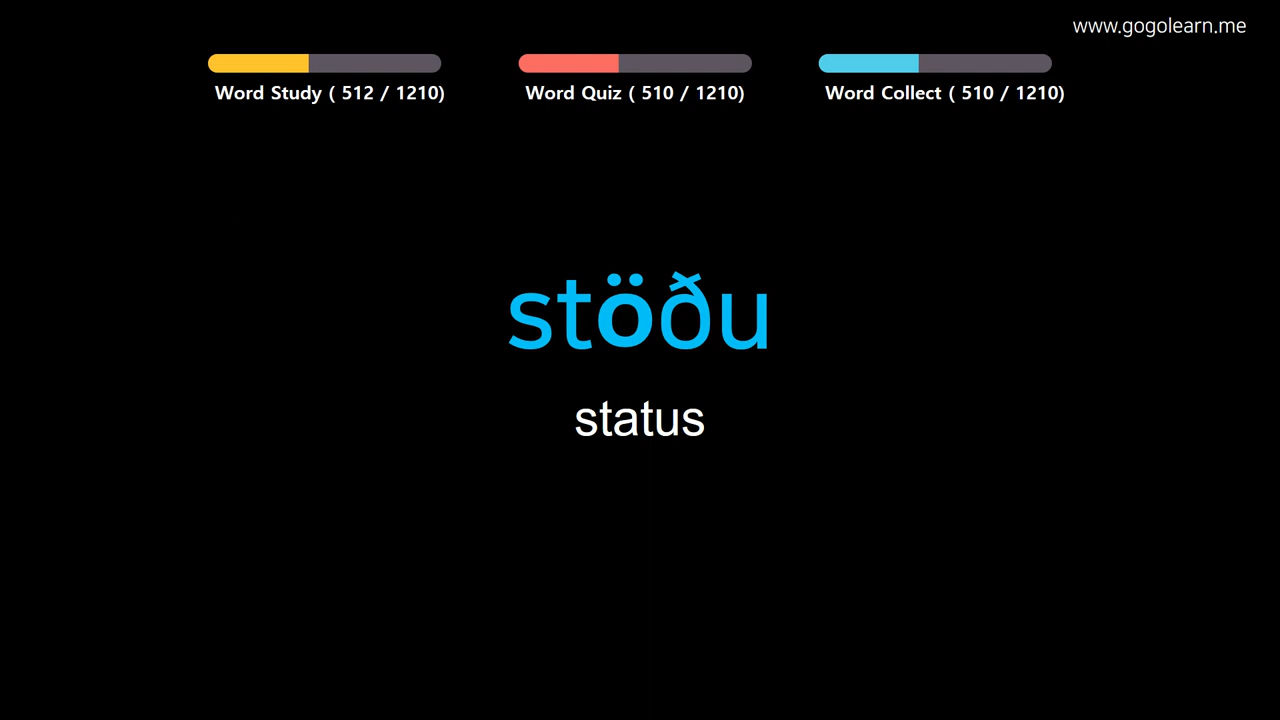 www.gogolearn.me
Word Study ( 512 / 1210)
Word Quiz ( 510 / 1210)
Word Collect ( 510 / 1210)
stöðu
status